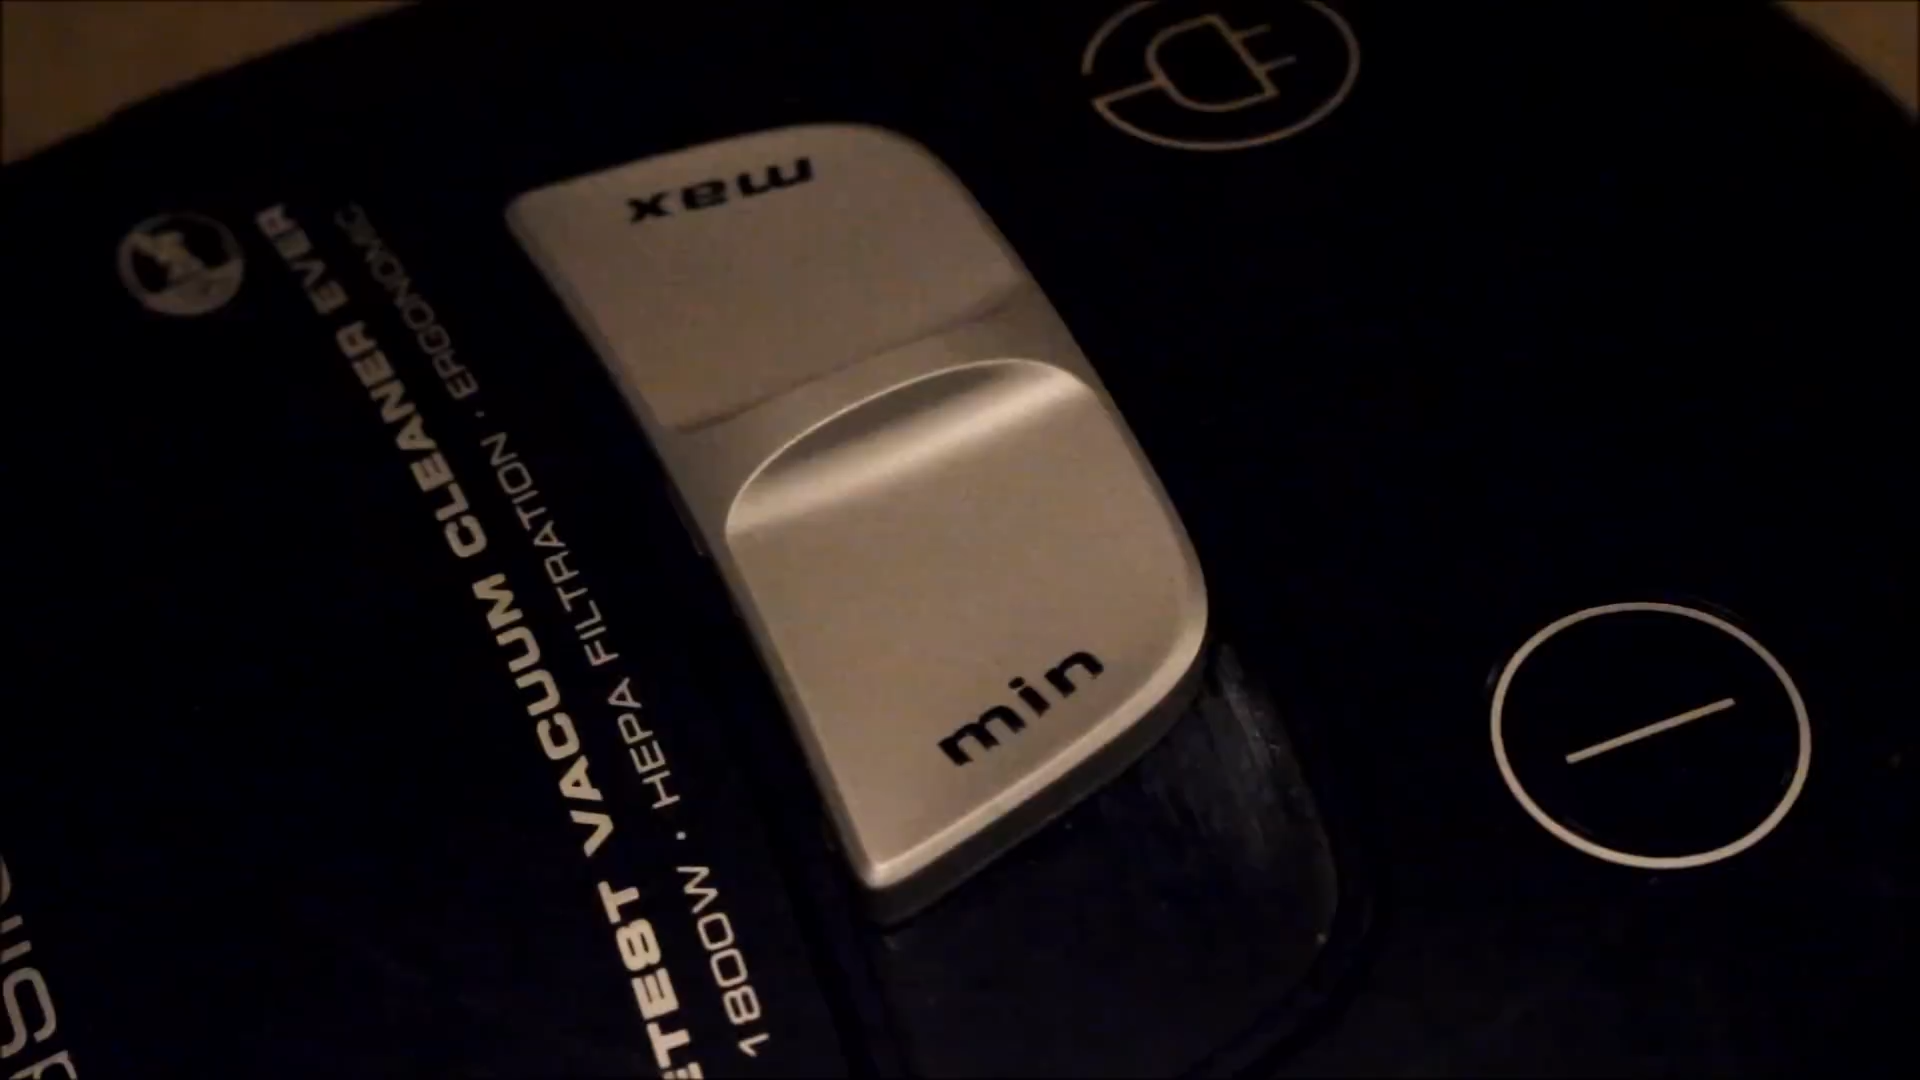 max
min
VACUUM CLEANER EVER
1800W . HEPA FILTRATION . ERGONOMIC